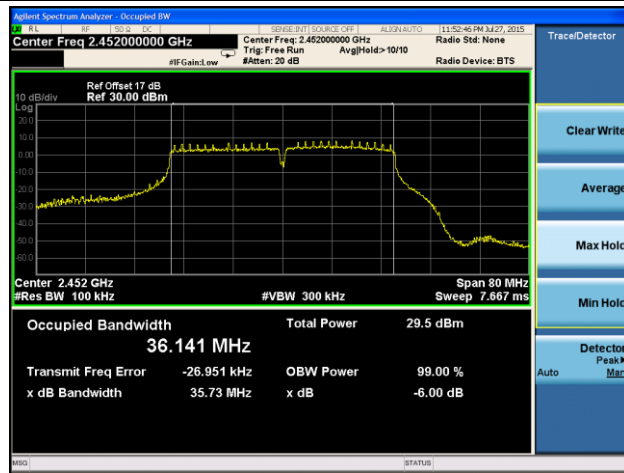 Agilent Spectrum Analyzer - Occupied BW
RL RF 50 Ω DC SENSE:INT SOURCE OFF ALIGN AUTO 11:52:46 PM Jul 27, 2015
Center Freq 2.452000000 GHz
Center Freq: 2.452000000 GHz
Radio Std: None
Trig: Free Run Avg|Hold:>10/10
#IFGain:Low #Atten: 20 dB Radio Device: BTS
Ref Offset 17 dB
10 dB/div Ref 30.00 dBm
Log
20.0
10.0
0.00
-10.0
-20.0
-30.0
-40.0
-50.0
-60.0
Center 2.452 GHz Span 80 MHz
#Res BW 100 kHz #VBW 300 kHz Sweep 7.667 ms
Occupied Bandwidth Total Power 29.5 dBm
36.141 MHz
Transmit Freq Error -26.951 kHz OBW Power 99.00 %
x dB Bandwidth 35.73 MHz x dB -6.00 dB
MSG STATUS
Trace/Detector
Clear Write
Average
Max Hold
Min Hold
Detector
Peak
Auto Man